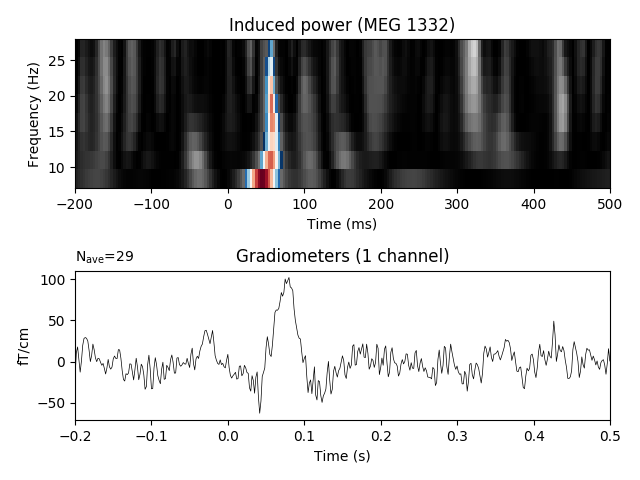 Induced power (MEG 1332)
Frequency (Hz)
25
20
15
10
−200 −100 0 100 200 300 400 500
Time (ms)
Nave=29 Gradiometers (1 channel)
fT/cm
100
50
0
−50
−0.2 −0.1 0.0 0.1 0.2 0.3 0.4 0.5
Time (s)